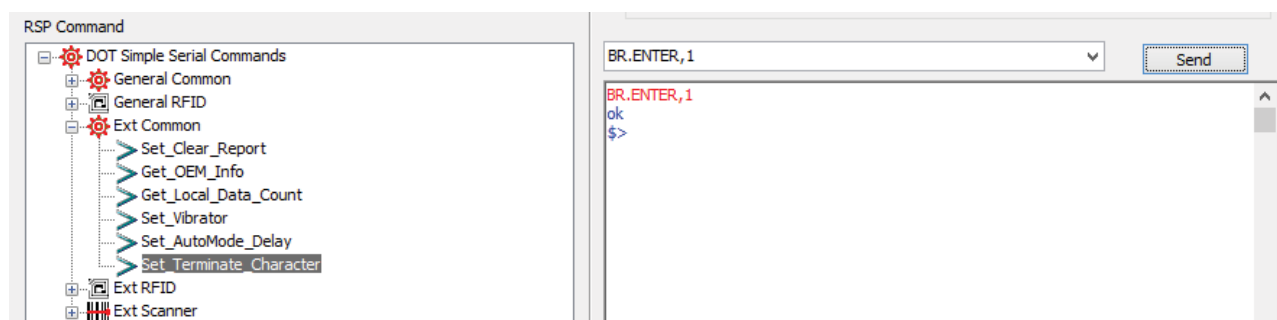 RSP Command
DOT Simple Serial Commands
General Common
General RFID
Ext Common
Set_Clear_Report
Get_OEM_Info
Get_Local_Data_Count
Set_Vibrator
Set_AutoMode_Delay
Set_Terminate_Character
Ext RFID
Ext Scanner
BR.ENTER,1
Send
BR.ENTER,1
ok
$>